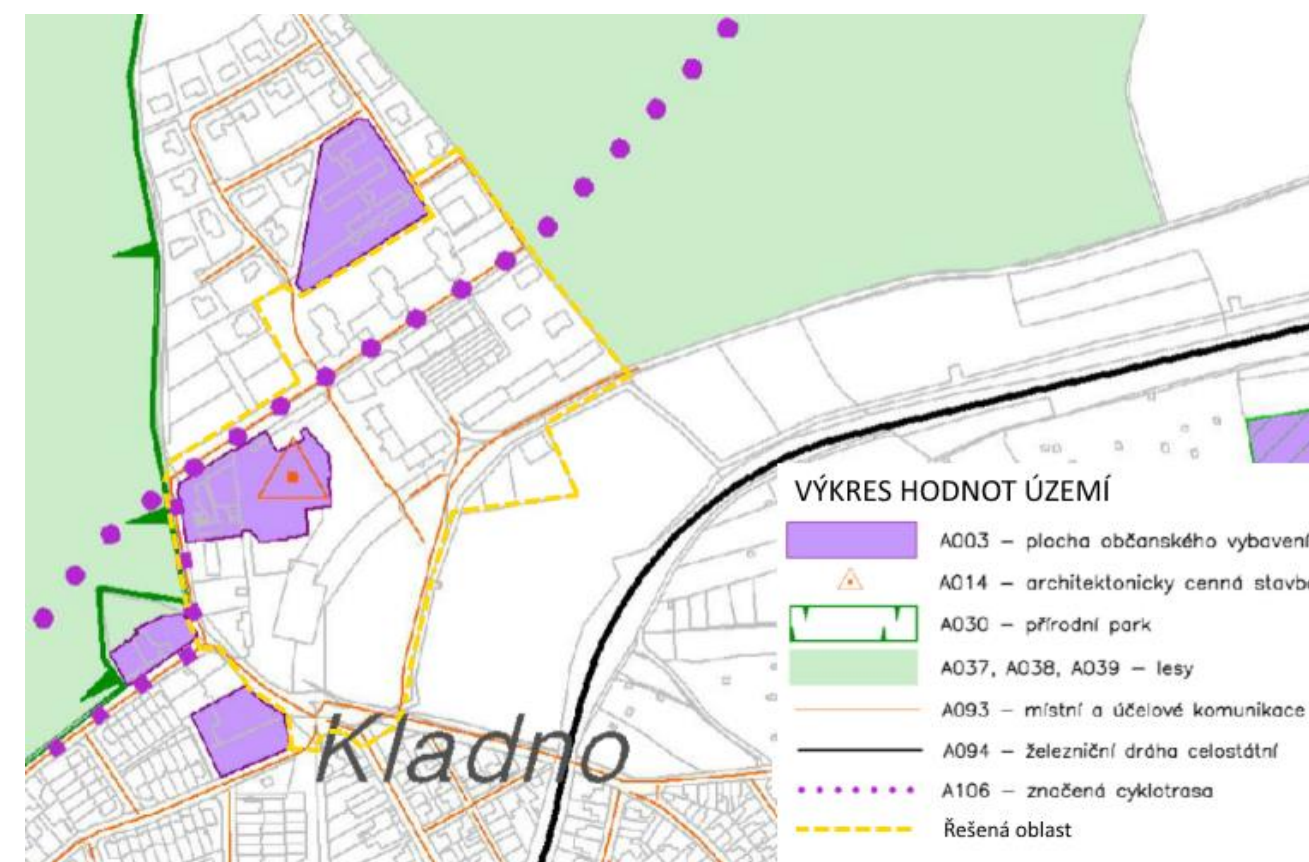 Kladno
VÝKRES HODNOT ÚZEMÍ
A003 – plocha občanského vybavení
A014 – architektonicky cenná stavba
A030 – přírodní park
A037, A038, A039 – lesy
A093 – místní a účelové komunikace
A094 – železniční dráha celostátní
A106 – značená cyklotrasa
Řešená oblast